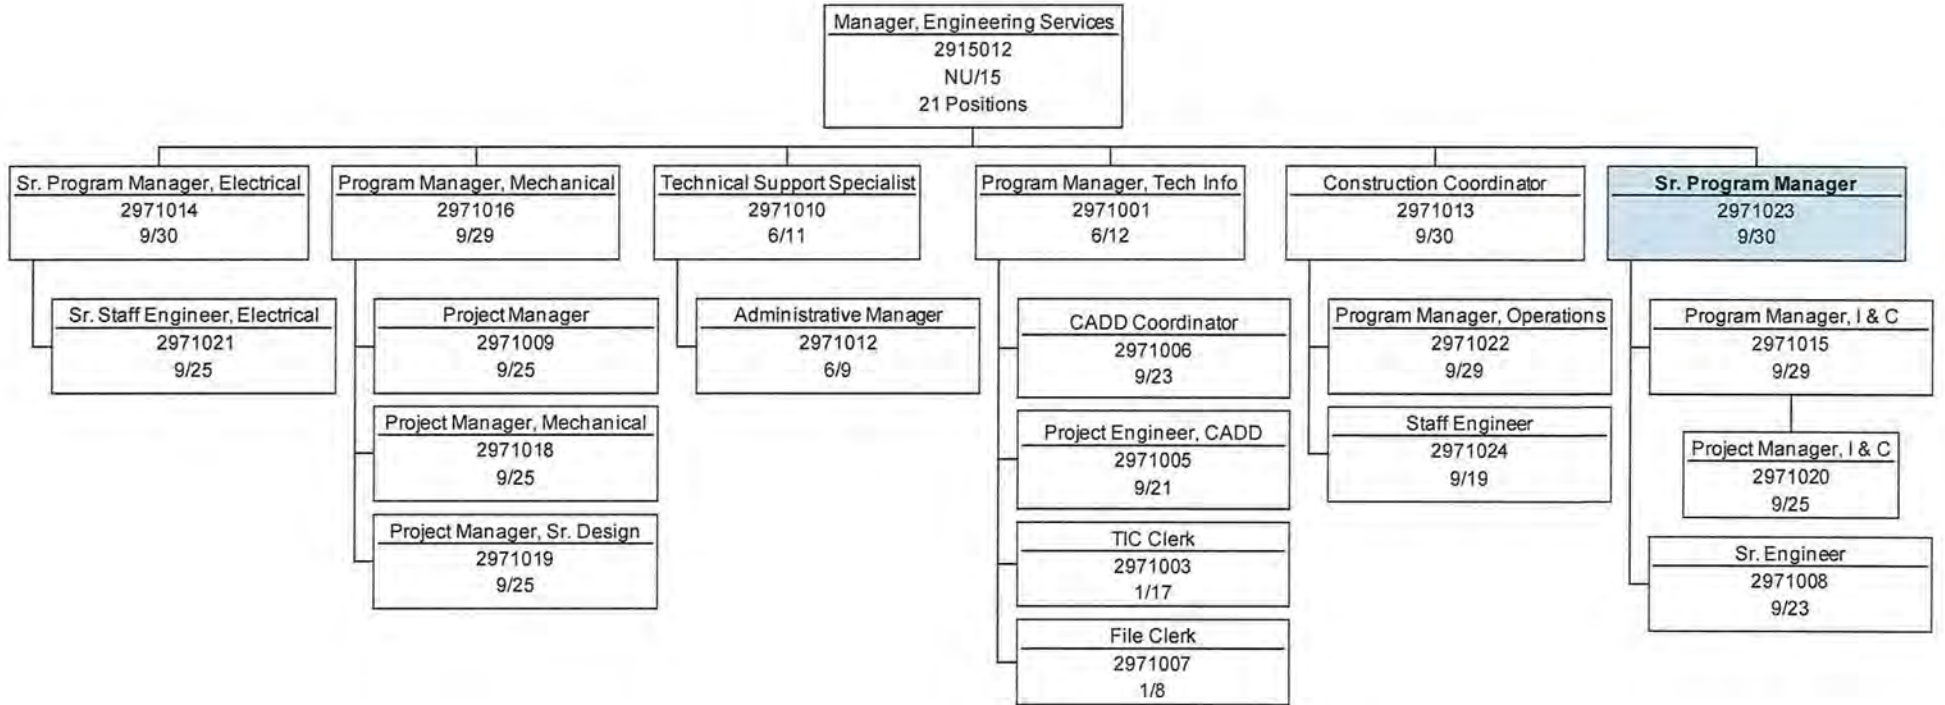 Manager, Engineering Services
2915012
NU/15
21 Positions
Sr. Program Manager, Electrical
2971014
9/30
Sr. Staff Engineer, Electrical
2971021
9/25
Program Manager, Mechanical
2971016
9/29
Project Manager
2971009
9/25
Project Manager, Mechanical
2971018
9/25
Project Manager, Sr. Design
2971019
9/25
Technical Support Specialist
2971010
6/11
Administrative Manager
2971012
6/9
Program Manager, Tech Info
2971001
6/12
CADD Coordinator
2971006
9/23
Project Engineer, CADD
2971005
9/21
TIC Clerk
2971003
1/17
File Clerk
2971007
1/8
Construction Coordinator
2971013
9/30
Program Manager, Operations
2971022
9/29
Staff Engineer
2971024
9/19
Sr. Program Manager
2971023
9/30
Program Manager, I & C
2971015
9/29
Project Manager, I & C
2971020
9/25
Sr. Engineer
2971008
9/23